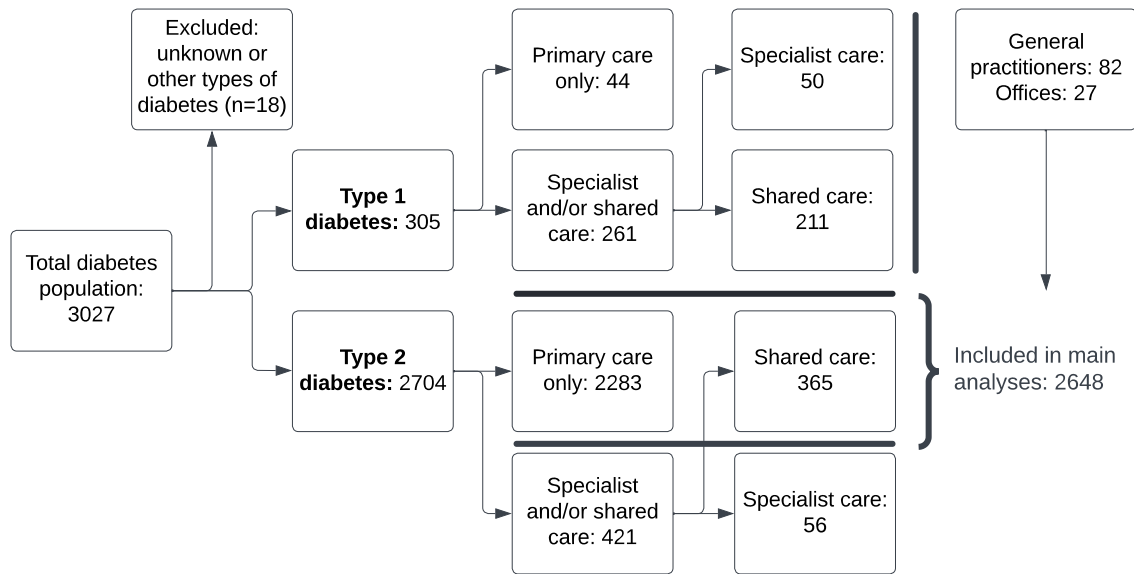 Excluded:
unknown or
other types of
diabetes (n=18)
Primary care
only: 44
Specialist care:
50
General
practitioners: 82
Offices: 27
Type 1
diabetes: 305
Specialist
and/or shared
care: 261
Shared care:
211
Total diabetes
population:
3027
Type 2
diabetes: 2704
Primary care
only: 2283
Shared care:
365
Included in main
analyses: 2648
Specialist
and/or shared
care: 421
Specialist care:
56